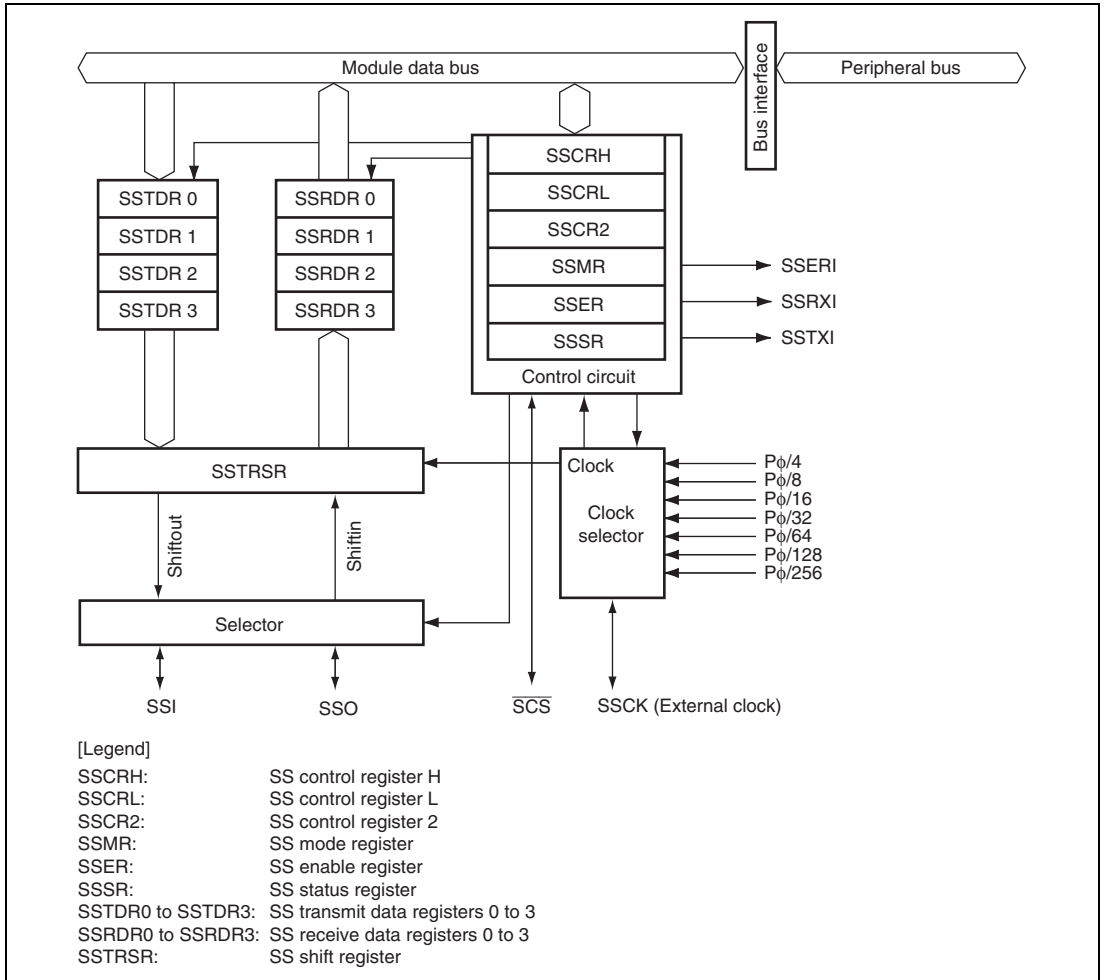 Module data bus
Bus interface
Peripheral bus
SSTDR 0
SSTDR 1
SSTDR 2
SSTDR 3
SSRDR 0
SSRDR 1
SSRDR 2
SSRDR 3
SSCRH
SSCRL
SSCR2
SSMR
SSER
SSSR
Control circuit
SSERI
SSRXI
SSTXI
SSTRSR
Clock
Clock
selector
Pϕ/4
Pϕ/8
Pϕ/16
Pϕ/32
Pϕ/64
Pϕ/128
Pϕ/256
Shiftout
Shiftin
Selector
SSI
SSO
SCS
SSCK (External clock)
[Legend]
SSCRH: SS control register H
SSCRL: SS control register L
SSCR2: SS control register 2
SSMR: SS mode register
SSER: SS enable register
SSSR: SS status register
SSTDR0 to SSTDR3: SS transmit data registers 0 to 3
SSRDR0 to SSRDR3: SS receive data registers 0 to 3
SSTRSR: SS shift register